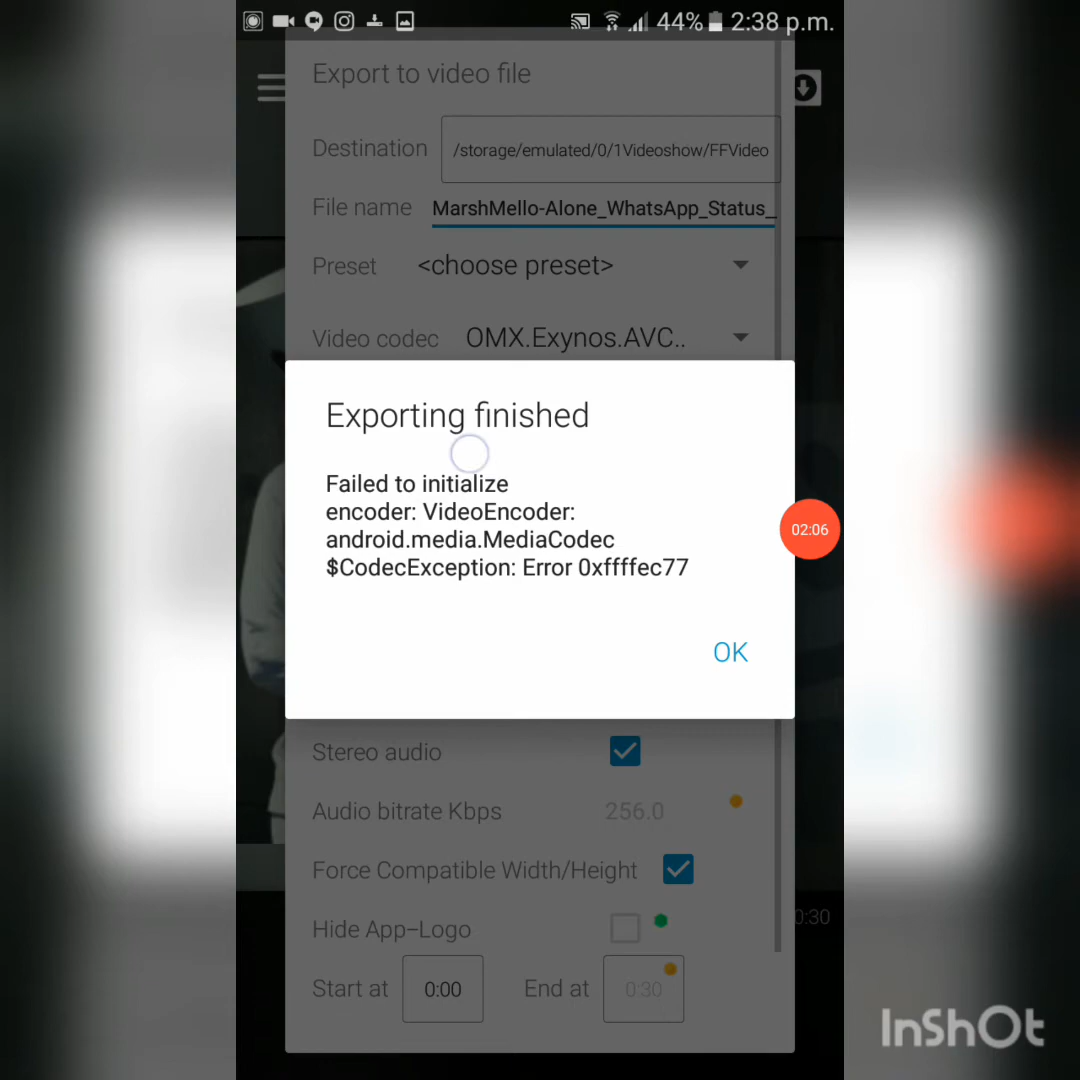 44% 2:38 p.m.
Export to video file
Destination /storage/emulated/0/1Videoshow/FFVideo
File name MarshMello-Alone_WhatsApp_Status_
Preset <choose preset>
Video codec OMX.Exynos.AVC..
Exporting finished
Failed to initialize
encoder: VideoEncoder:
android.media.MediaCodec
$CodecException: Error 0xffffec77
02:06
OK
Stereo audio
Audio bitrate Kbps 256.0
Force Compatible Width/Height
Hide App-Logo
0:30
Start at 0:00 End at 0:30
InShOt